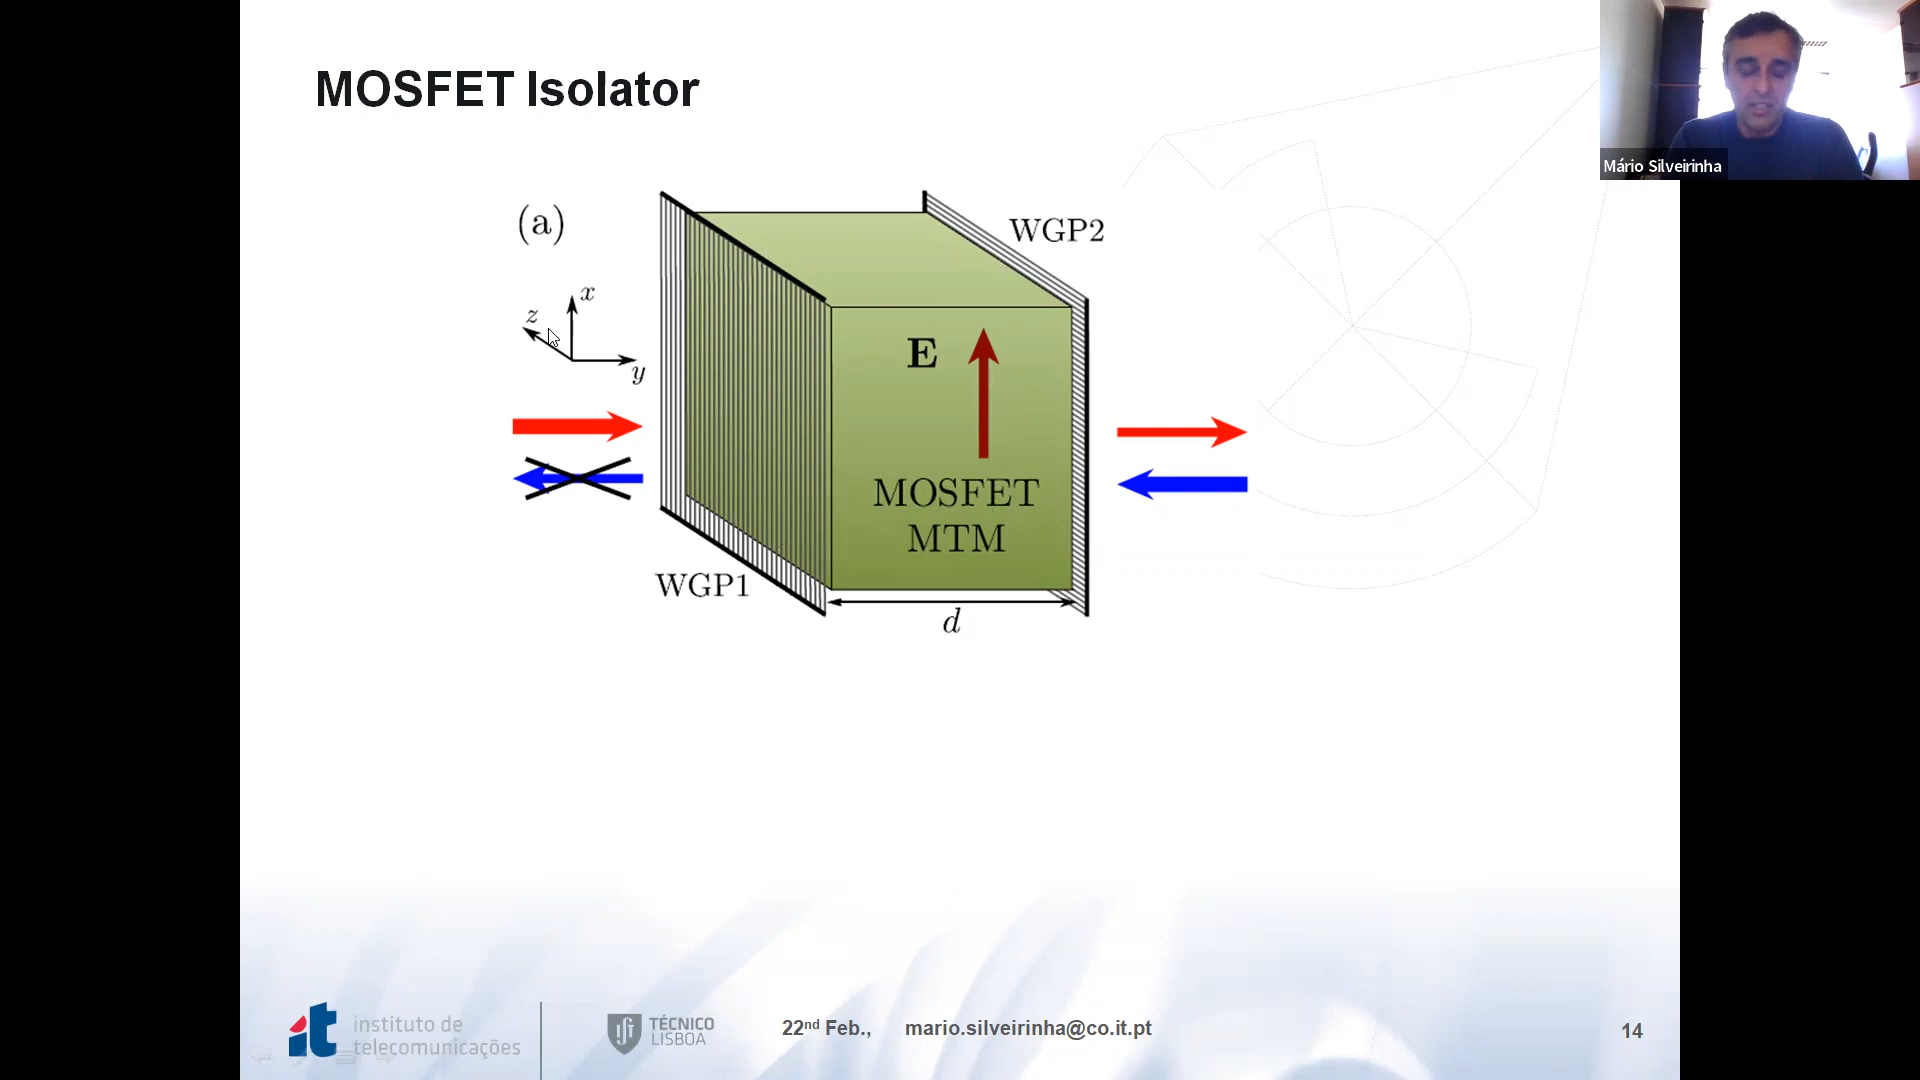 MOSFET Isolator
Mário Silveirinha
(a)
WGP2
x
z
y
E
MOSFET
MTM
WGP1
d
it instituto de
telecomunicações
TÉCNICO
LISBOA
22nd Feb., mario.silveirinha@co.it.pt
14